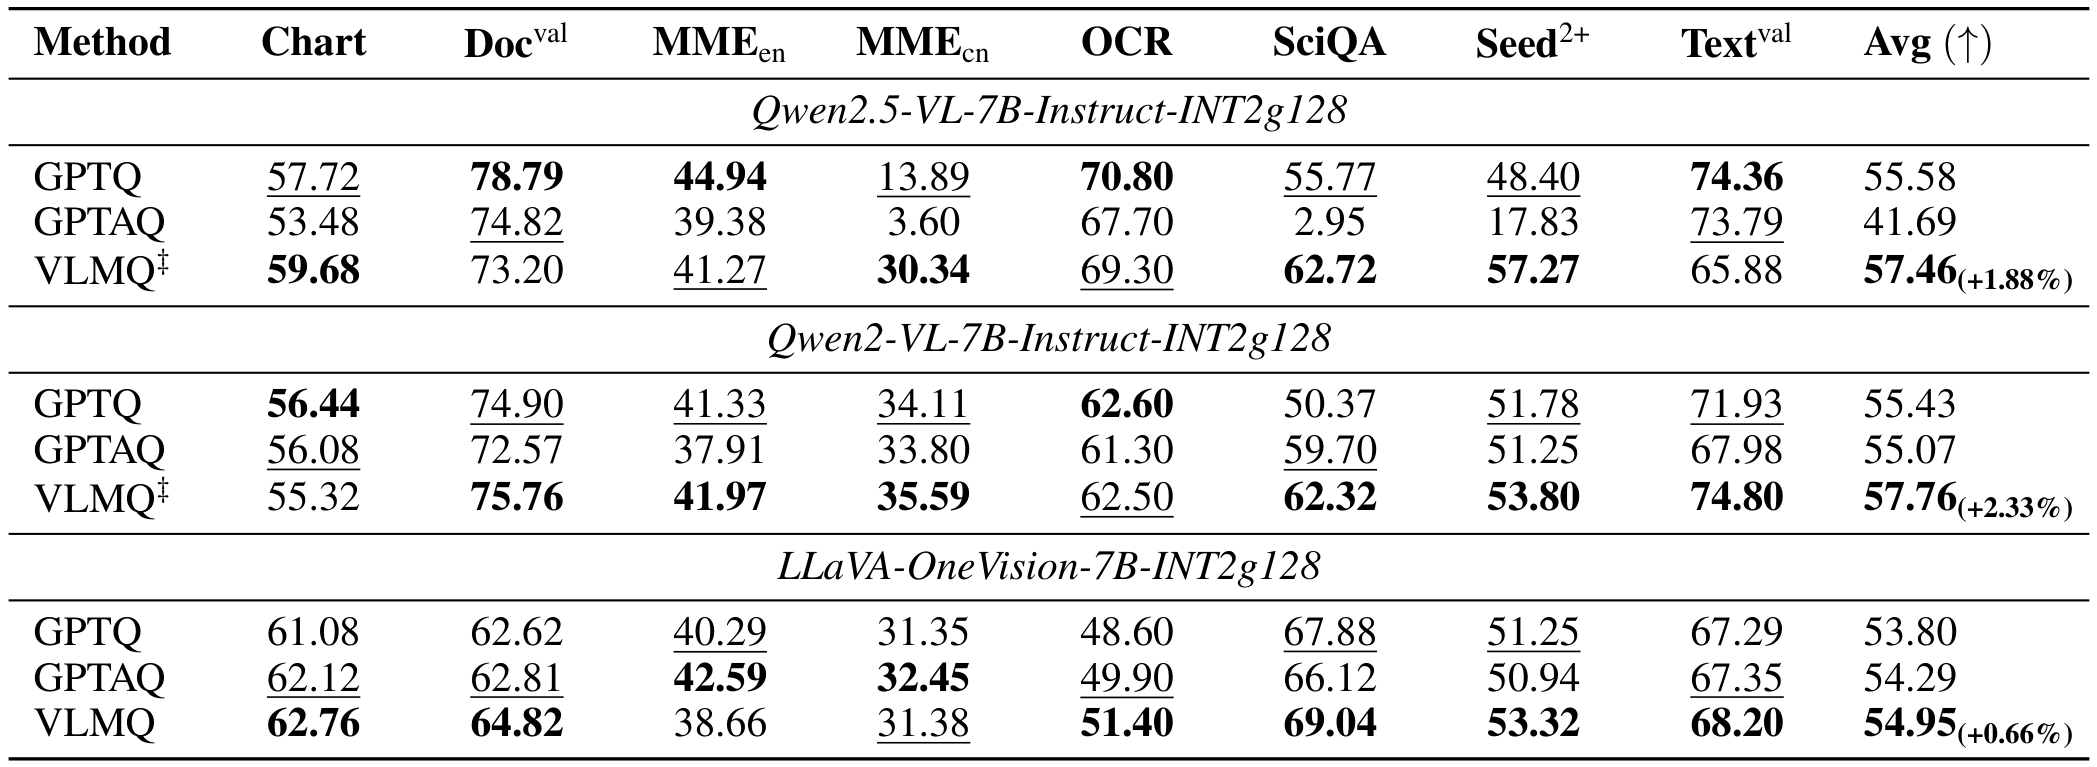 Method Chart Doc^val MME_en MME_cn OCR SciQA Seed^2+ Text^val Avg (↑)
Qwen2.5-VL-7B-Instruct-INT2g128
GPTQ 57.72 78.79 44.94 13.89 70.80 55.77 48.40 74.36 55.58
GPTAQ 53.48 74.82 39.38 3.60 67.70 2.95 17.83 73.79 41.69
VLMQ‡ 59.68 73.20 41.27 30.34 69.30 62.72 57.27 65.88 57.46(+1.88%)
Qwen2-VL-7B-Instruct-INT2g128
GPTQ 56.44 74.90 41.33 34.11 62.60 50.37 51.78 71.93 55.43
GPTAQ 56.08 72.57 37.91 33.80 61.30 59.70 51.25 67.98 55.07
VLMQ‡ 55.32 75.76 41.97 35.59 62.50 62.32 53.80 74.80 57.76(+2.33%)
LLaVA-OneVision-7B-INT2g128
GPTQ 61.08 62.62 40.29 31.35 48.60 67.88 51.25 67.29 53.80
GPTAQ 62.12 62.81 42.59 32.45 49.90 66.12 50.94 67.35 54.29
VLMQ 62.76 64.82 38.66 31.38 51.40 69.04 53.32 68.20 54.95(+0.66%)